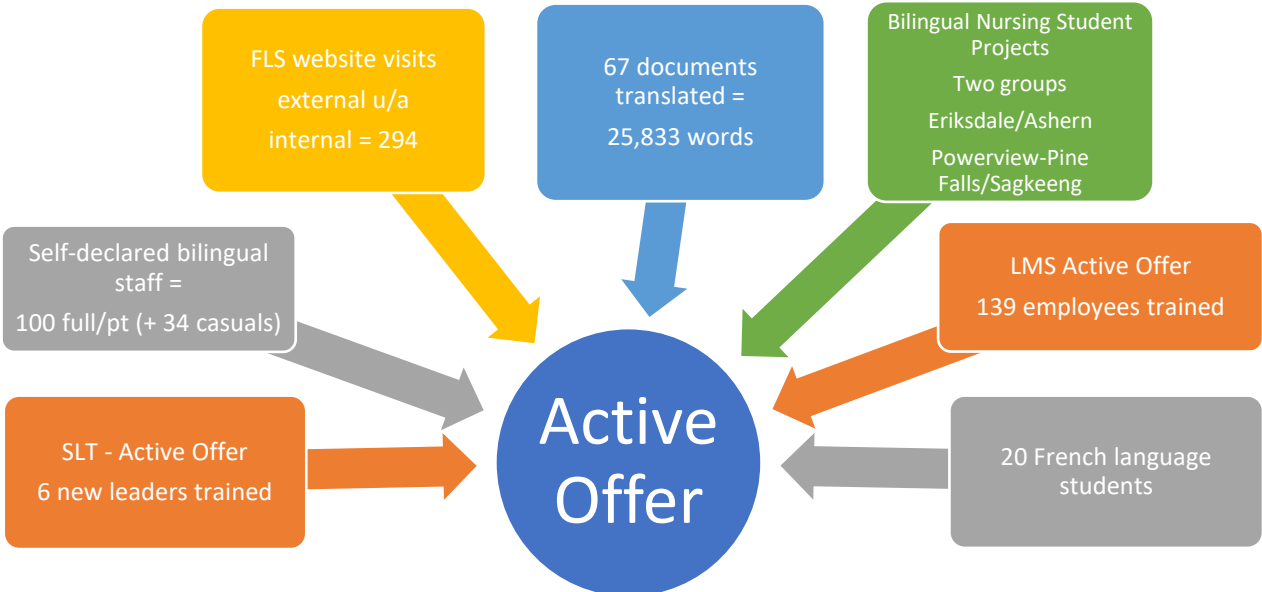 FLS website visits
external u/a
internal = 294
67 documents
translated =
25,833 words
Bilingual Nursing Student
Projects
Two groups
Eriksdale/Ashern
Powerview-Pine
Falls/Sagkeeng
Self-declared bilingual
staff =
100 full/pt (+ 34 casuals)
LMS Active Offer
139 employees trained
SLT - Active Offer
6 new leaders trained
Active
Offer
20 French language
students